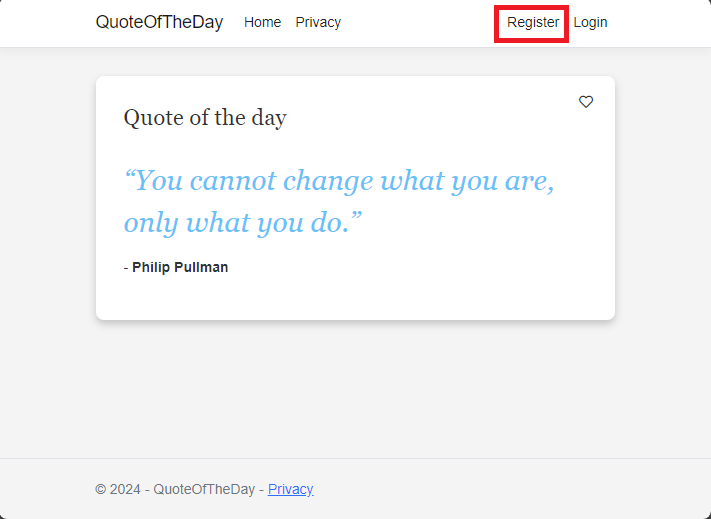 QuoteOfTheDay Home Privacy Register Login
Quote of the day
“You cannot change what you are,
only what you do.”
- Philip Pullman
© 2024 - QuoteOfTheDay - Privacy